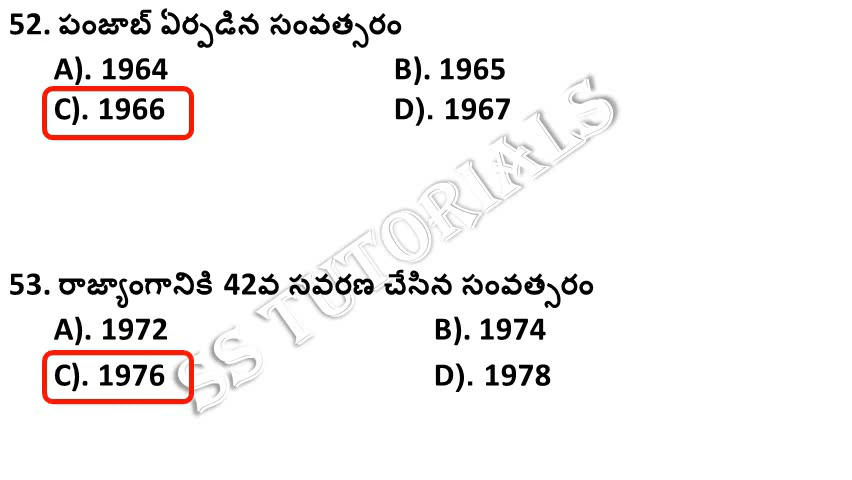 52. పంజాబ్ ఏర్పడిన సంవత్సరం
A). 1964 B). 1965
C). 1966 D). 1967
SS TUTORIALS
53. రాజ్యాంగానికి 42వ సవరణ చేసిన సంవత్సరం
A). 1972 B). 1974
C). 1976 D). 1978